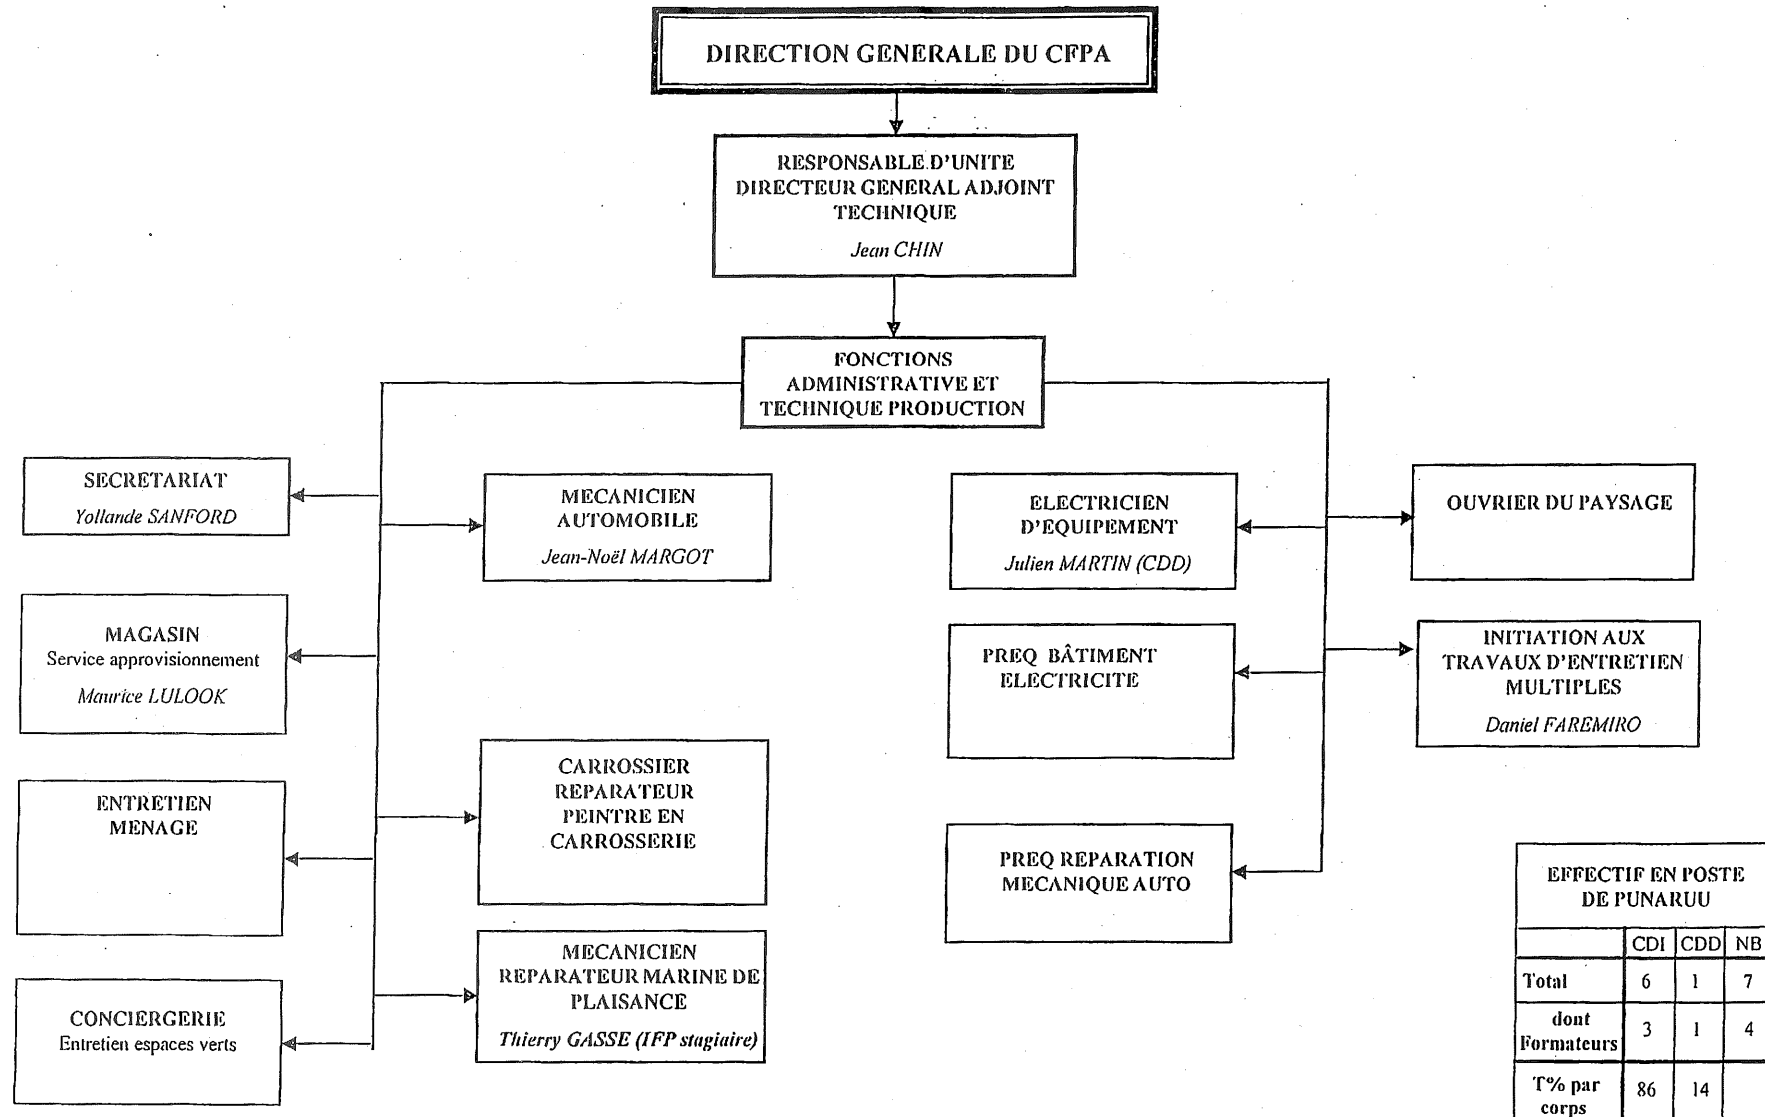 DIRECTION GENERALE DU CFPA
RESPONSABLE D'UNITE
DIRECTEUR GENERAL ADJOINT
TECHNIQUE
Jean CHIN
FONCTIONS
ADMINISTRATIVE ET
TECHNIQUE PRODUCTION
SECRETARIAT
Yollande SANFORD
MAGASIN
Service approvisionnement
Maurice LULOOK
ENTRETIEN
MENAGE
CONCIERGERIE
Entretien espaces verts
MECANICIEN
AUTOMOBILE
Jean-Noël MARGOT
CARROSSIER
REPARATEUR
PEINTRE EN
CARROSSERIE
MECANICIEN
REPARATEUR MARINE DE
PLAISANCE
Thierry GASSE (IFP stagiaire)
ELECTRICIEN
D'EQUIPEMENT
Julien MARTIN (CDD)
PREQ BÂTIMENT
ELECTRICITE
PREQ REPARATION
MECANIQUE AUTO
OUVRIER DU PAYSAGE
INITIATION AUX
TRAVAUX D'ENTRETIEN
MULTIPLES
Daniel FAREMIRO
EFFECTIF EN POSTE
DE PUNARUU
CDI CDD NB
Total 6 1 7
dont
Formateurs 3 1 4
T% par
corps 86 14